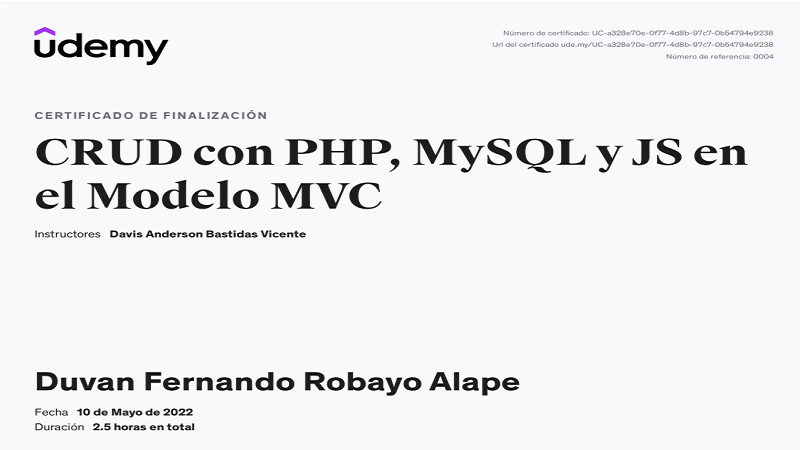 udemy
Número de certificado: UC-a328e70e-0f77-4d8b-97c7-0b54794e9238
Url del certificado ude.my/UC-a328e70e-0f77-4d8b-97c7-0b54794e9238
Número de referencia: 0004
CERTIFICADO DE FINALIZACIÓN
CRUD con PHP, MySQL y JS en
el Modelo MVC
Instructores Davis Anderson Bastidas Vicente
Duvan Fernando Robayo Alape
Fecha 10 de Mayo de 2022
Duración 2.5 horas en total